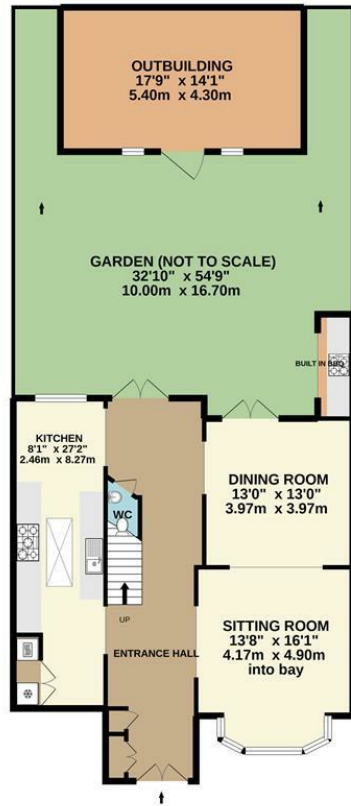 OUTBUILDING
17'9" x 14'1"
5.40m x 4.30m
GARDEN (NOT TO SCALE)
32'10" x 54'9"
10.00m x 16.70m
BUILT IN BBQ
KITCHEN
8'1" x 27'2"
2.46m x 8.27m
WC
DINING ROOM
13'0" x 13'0"
3.97m x 3.97m
UP
ENTRANCE HALL
SITTING ROOM
13'8" x 16'1"
4.17m x 4.90m
into bay